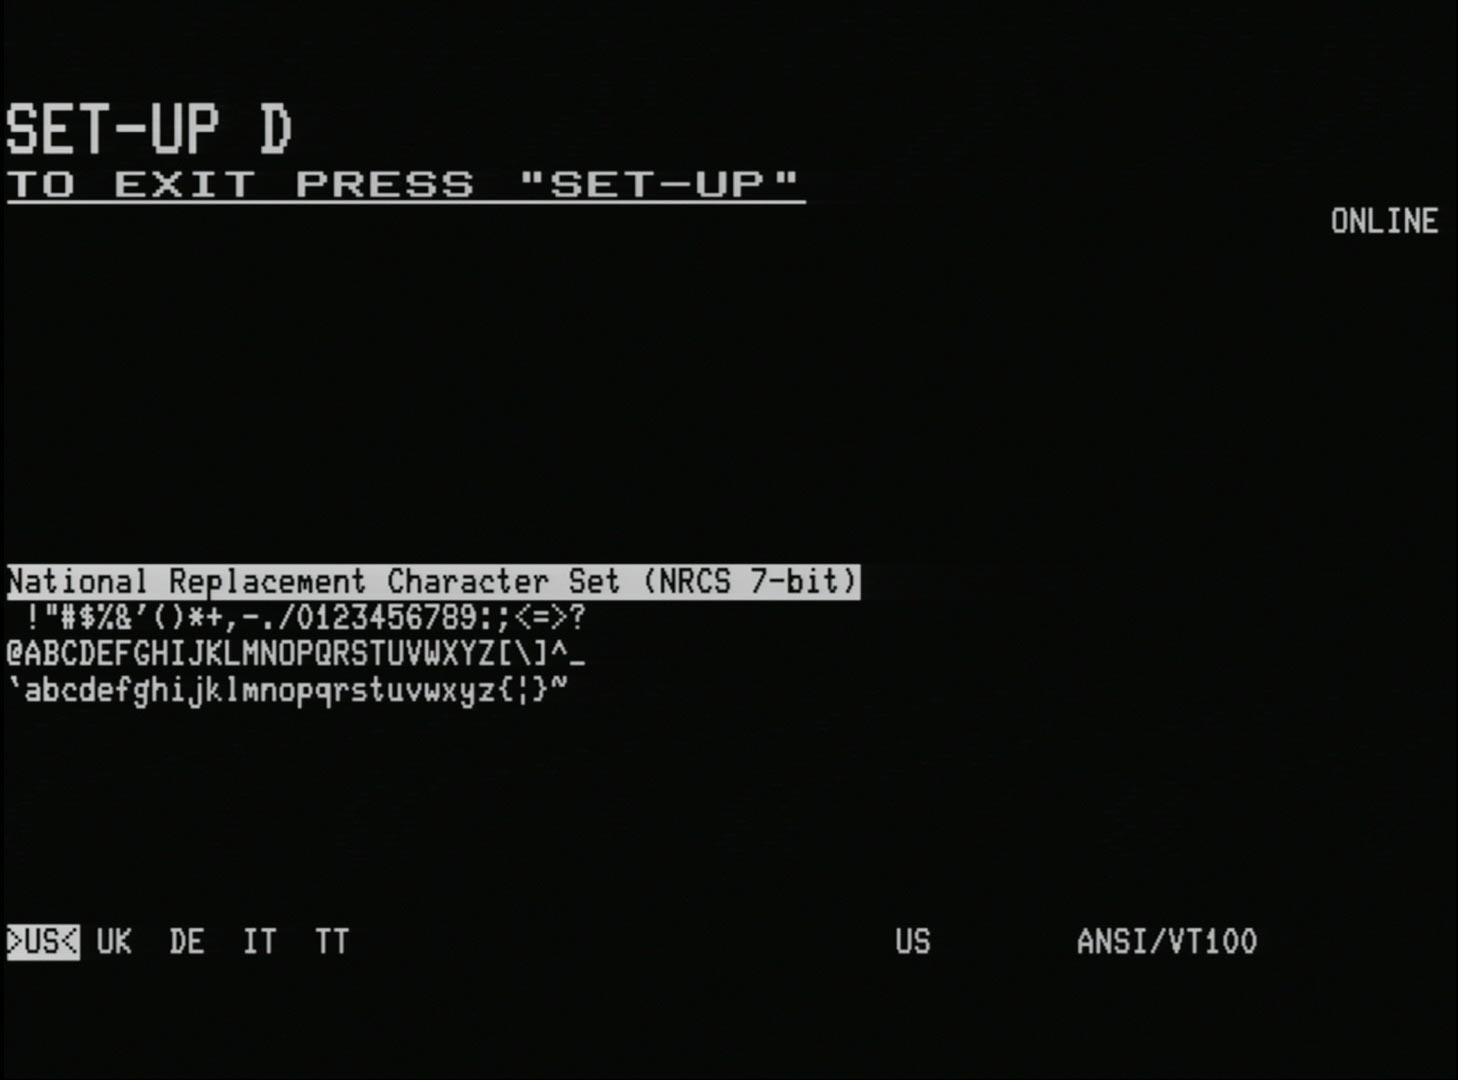 SET-UP D
TO EXIT PRESS "SET-UP"
ONLINE
National Replacement Character Set (NRCS 7-bit)
 !"#$%&'()*+,-./0123456789:;<=>?
@ABCDEFGHIJKLMNOPQRSTUVWXYZ[\]^_
`abcdefghijklmnopqrstuvwxyz{¦}~
>US< UK DE IT TT US ANSI/VT100